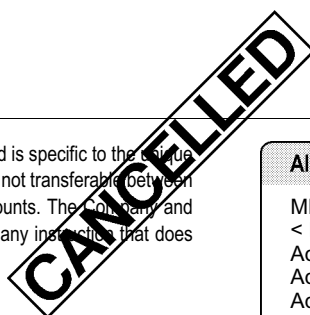 CANCELLED
d is specific to the unique
not transferable between
ounts. The Company and
any instruction that does
Al
MI
<
Ac
Ac
Ac